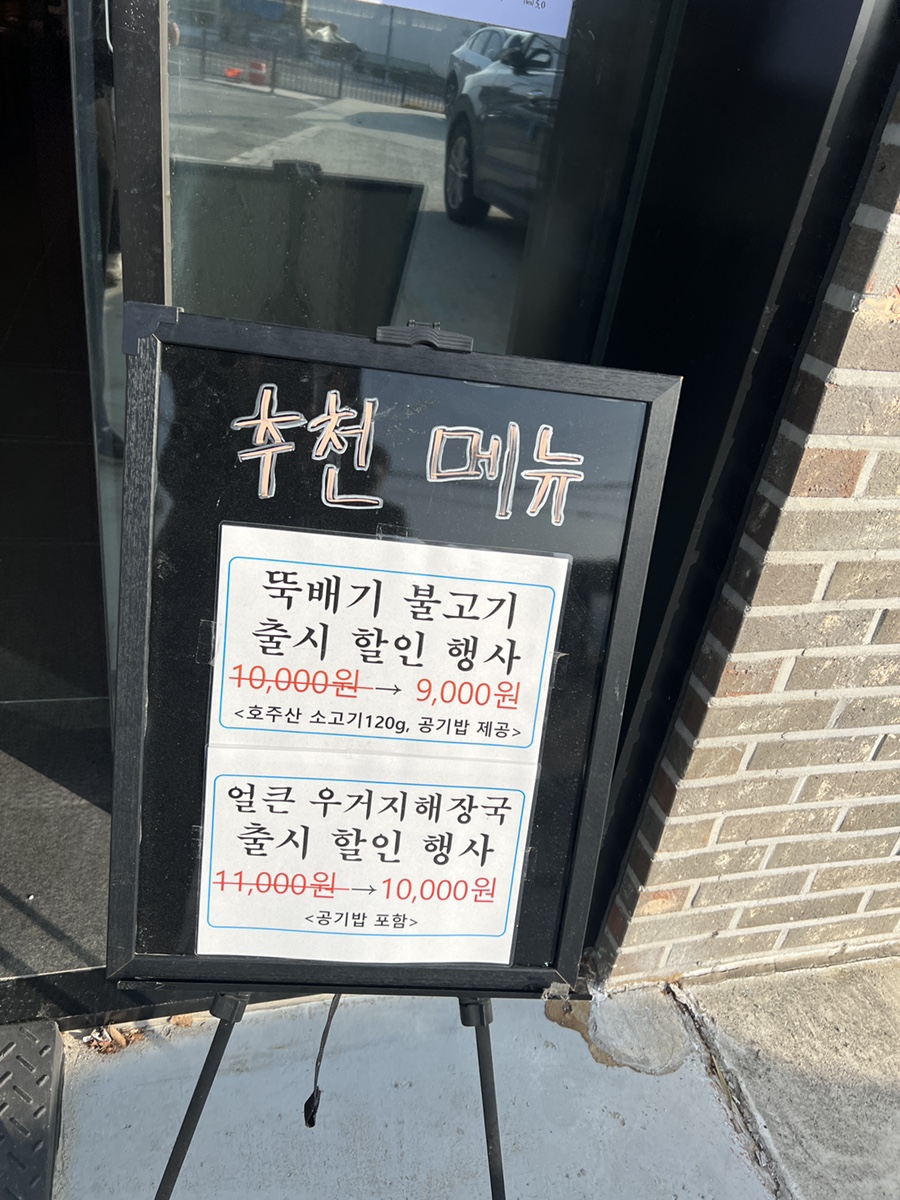 추천 메뉴
뚝배기 불고기
출시 할인 행사
10,000원 → 9,000원
<호주산 소고기120g, 공기밥 제공>
얼큰 우거지해장국
출시 할인 행사
11,000원 → 10,000원
<공기밥 포함>